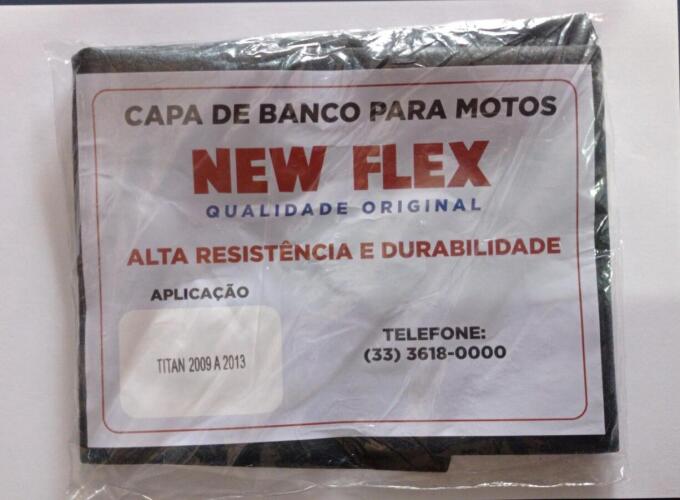 CAPA DE BANCO PARA MOTOS
NEW FLEX
QUALIDADE ORIGINAL
ALTA RESISTÊNCIA E DURABILIDADE
APLICAÇÃO
TITAN 2009 A 2013
TELEFONE:
(33) 3618-0000